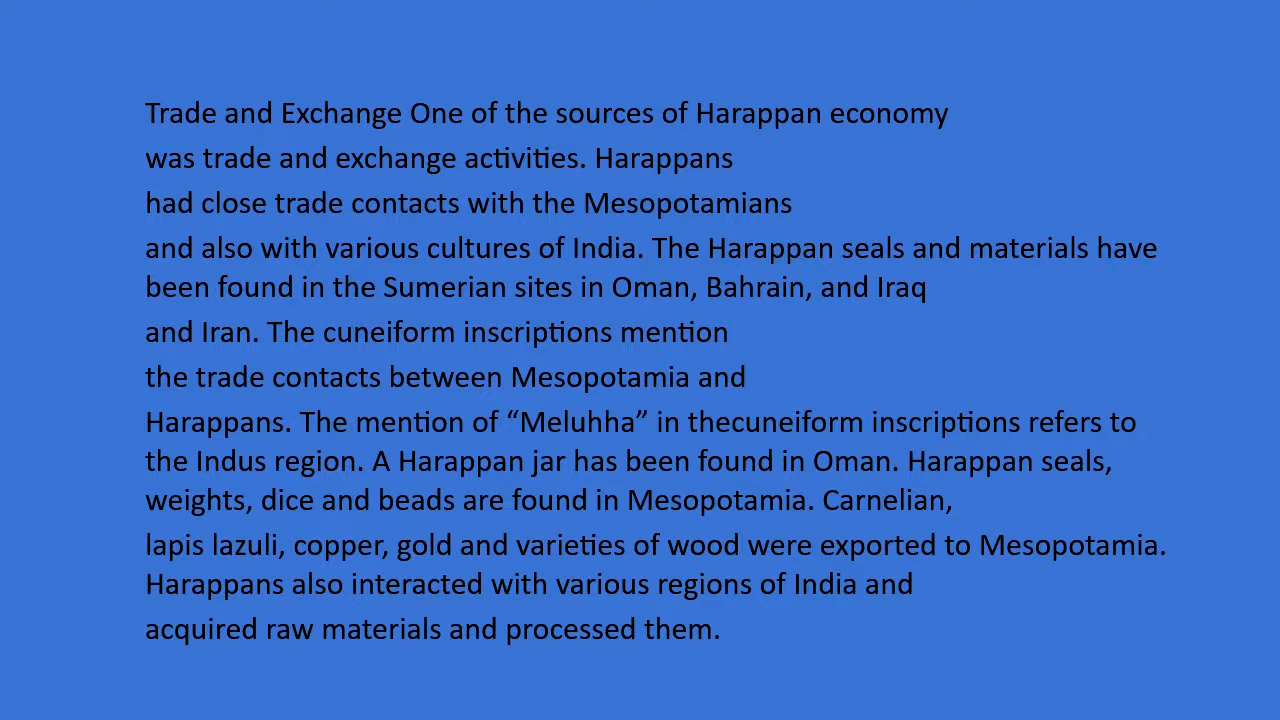 Trade and Exchange One of the sources of Harappan economy
was trade and exchange activities. Harappans
had close trade contacts with the Mesopotamians
and also with various cultures of India. The Harappan seals and materials have
been found in the Sumerian sites in Oman, Bahrain, and Iraq
and Iran. The cuneiform inscriptions mention
the trade contacts between Mesopotamia and
Harappans. The mention of “Meluhha” in thecuneiform inscriptions refers to
the Indus region. A Harappan jar has been found in Oman. Harappan seals,
weights, dice and beads are found in Mesopotamia. Carnelian,
lapis lazuli, copper, gold and varieties of wood were exported to Mesopotamia.
Harappans also interacted with various regions of India and
acquired raw materials and processed them.